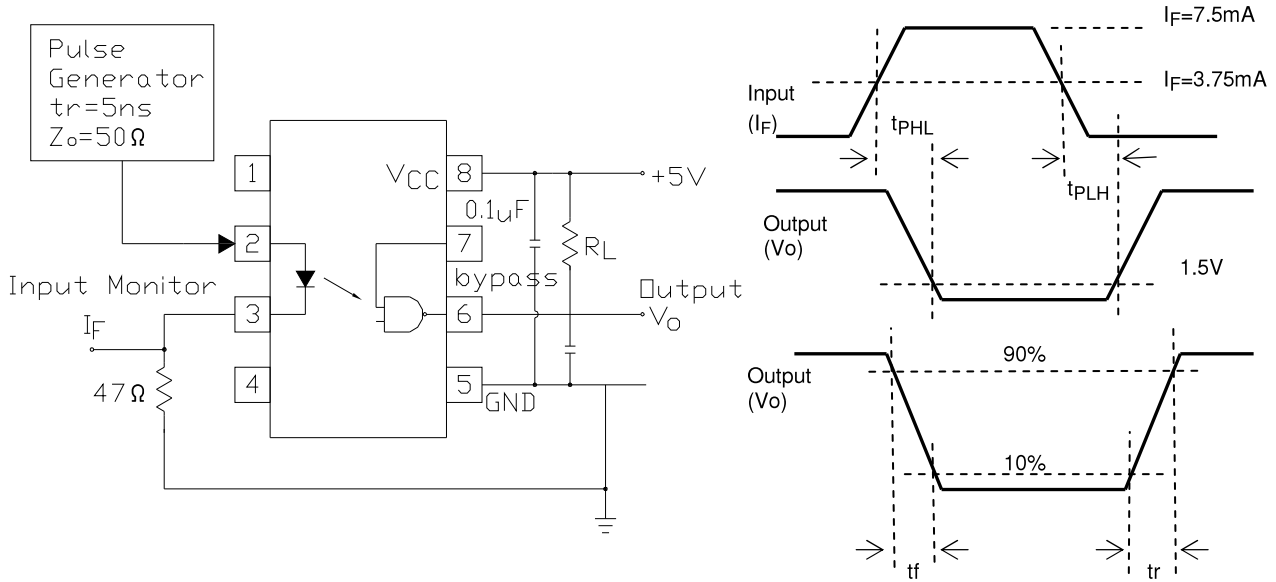 Pulse
Generator
tr=5ns
Zo=50Ω
1
2
3
4
VCC
8
7
6
5
GND
0.1uF
bypass
RL
+5V
Output
Vo
Input Monitor
IF
47Ω
IF=7.5mA
IF=3.75mA
Input
(IF)
tPHL
tPLH
Output
(Vo)
1.5V
90%
Output
(Vo)
10%
tf
tr